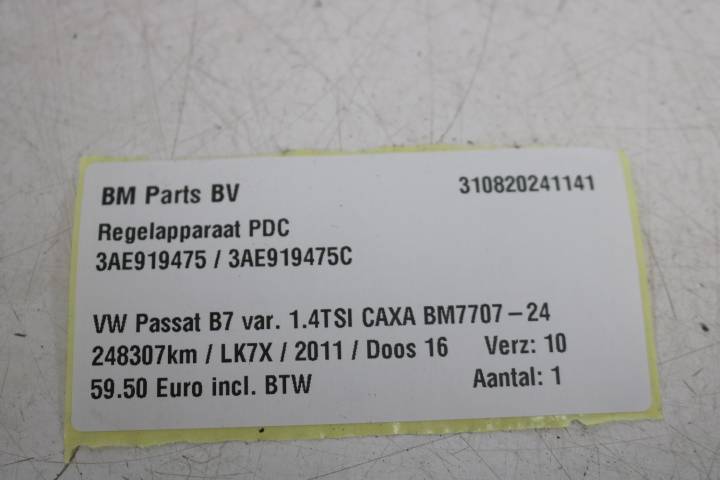 BM Parts BV 310820241141
Regelapparaat PDC
3AE919475 / 3AE919475C
VW Passat B7 var. 1.4TSI CAXA BM7707-24
248307km / LK7X / 2011 / Doos 16 Verz: 10
59.50 Euro incl. BTW Aantal: 1